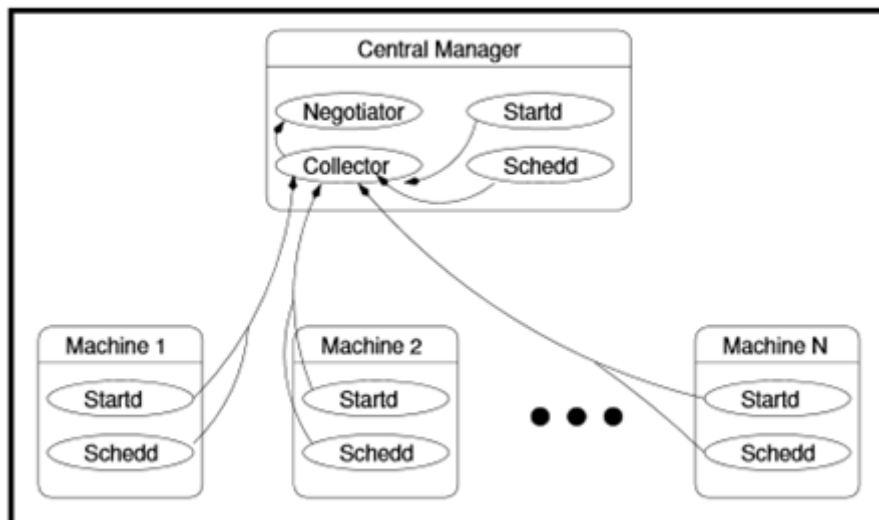 Central Manager
Negotiator Startd
Collector Schedd
Machine 1 Machine 2 Machine N
Startd Startd Startd
Schedd Schedd Schedd